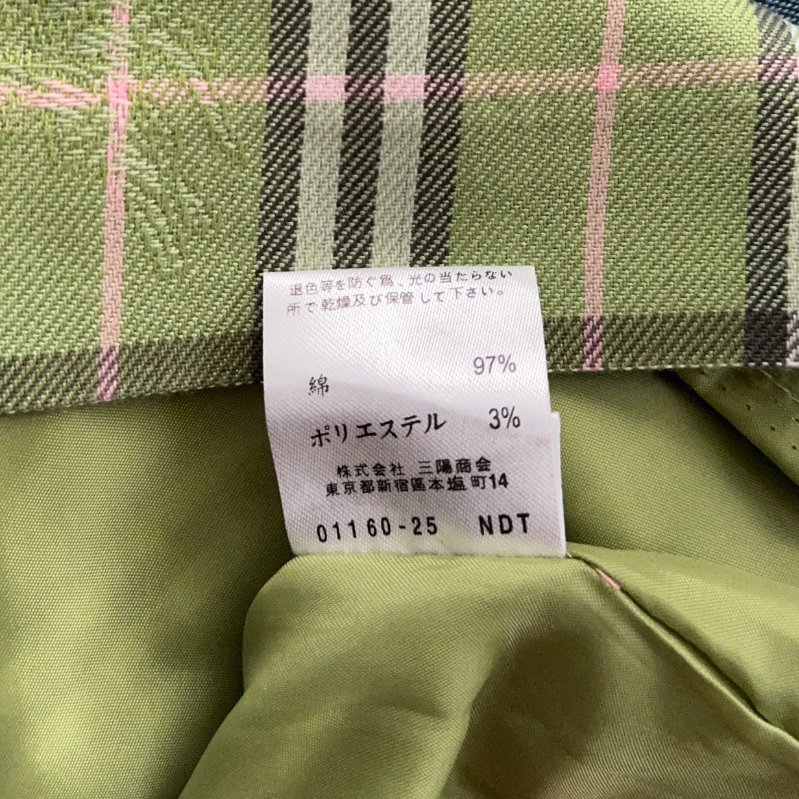 退色等を防ぐ爲、光の当たらない
所で乾燥及び保管して下さい。
綿 97%
ポリエステル 3%
株式会社 三陽商会
東京都新宿區本塩町14
01160-25 NDT